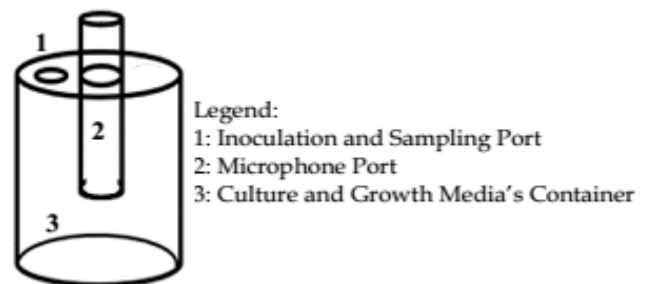 1
2
3
Legend:
1: Inoculation and Sampling Port
2: Microphone Port
3: Culture and Growth Media's Container